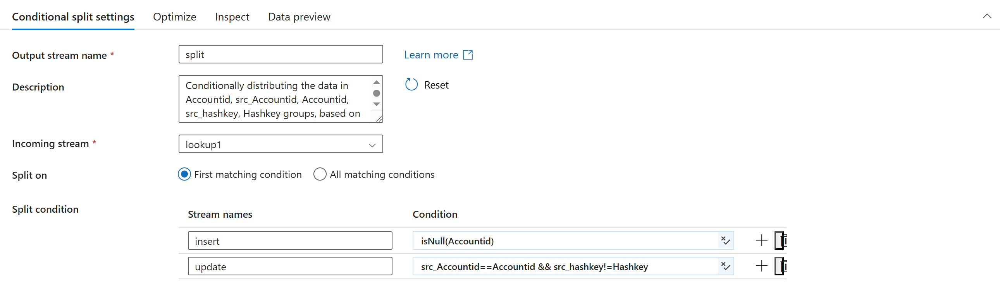 Conditional split settings Optimize Inspect Data preview
Output stream name * split Learn more
Description Conditionally distributing the data in
Accountid, src_Accountid, Accountid,
src_hashkey, Hashkey groups, based on
Reset
Incoming stream * lookup1
Split on First matching condition All matching conditions
Split condition
Stream names Condition
insert isNull(Accountid)
update src_Accountid==Accountid && src_hashkey!=Hashkey